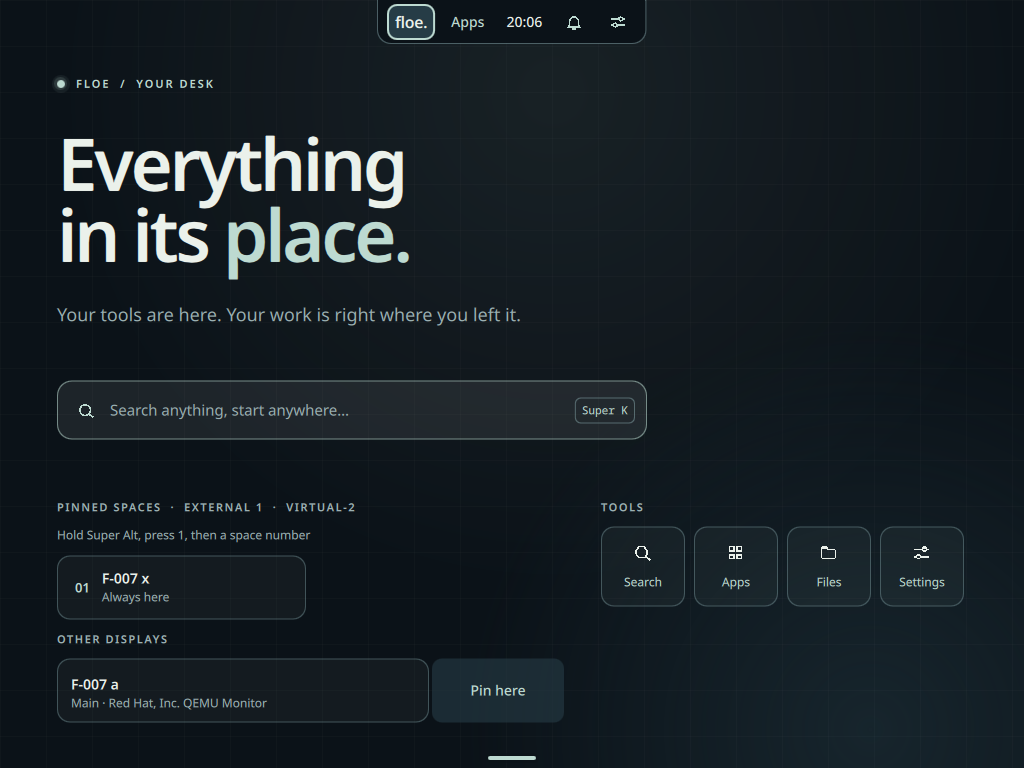 floe. Apps 20:06
FLOE / YOUR DESK
Everything
in its place.
Your tools are here. Your work is right where you left it.
Search anything, start anywhere... Super K
PINNED SPACES · EXTERNAL 1 · VIRTUAL-2
Hold Super Alt, press 1, then a space number
01 F-007 x
Always here
OTHER DISPLAYS
F-007 a
Main · Red Hat, Inc. QEMU Monitor
Pin here
TOOLS
Search Apps Files Settings